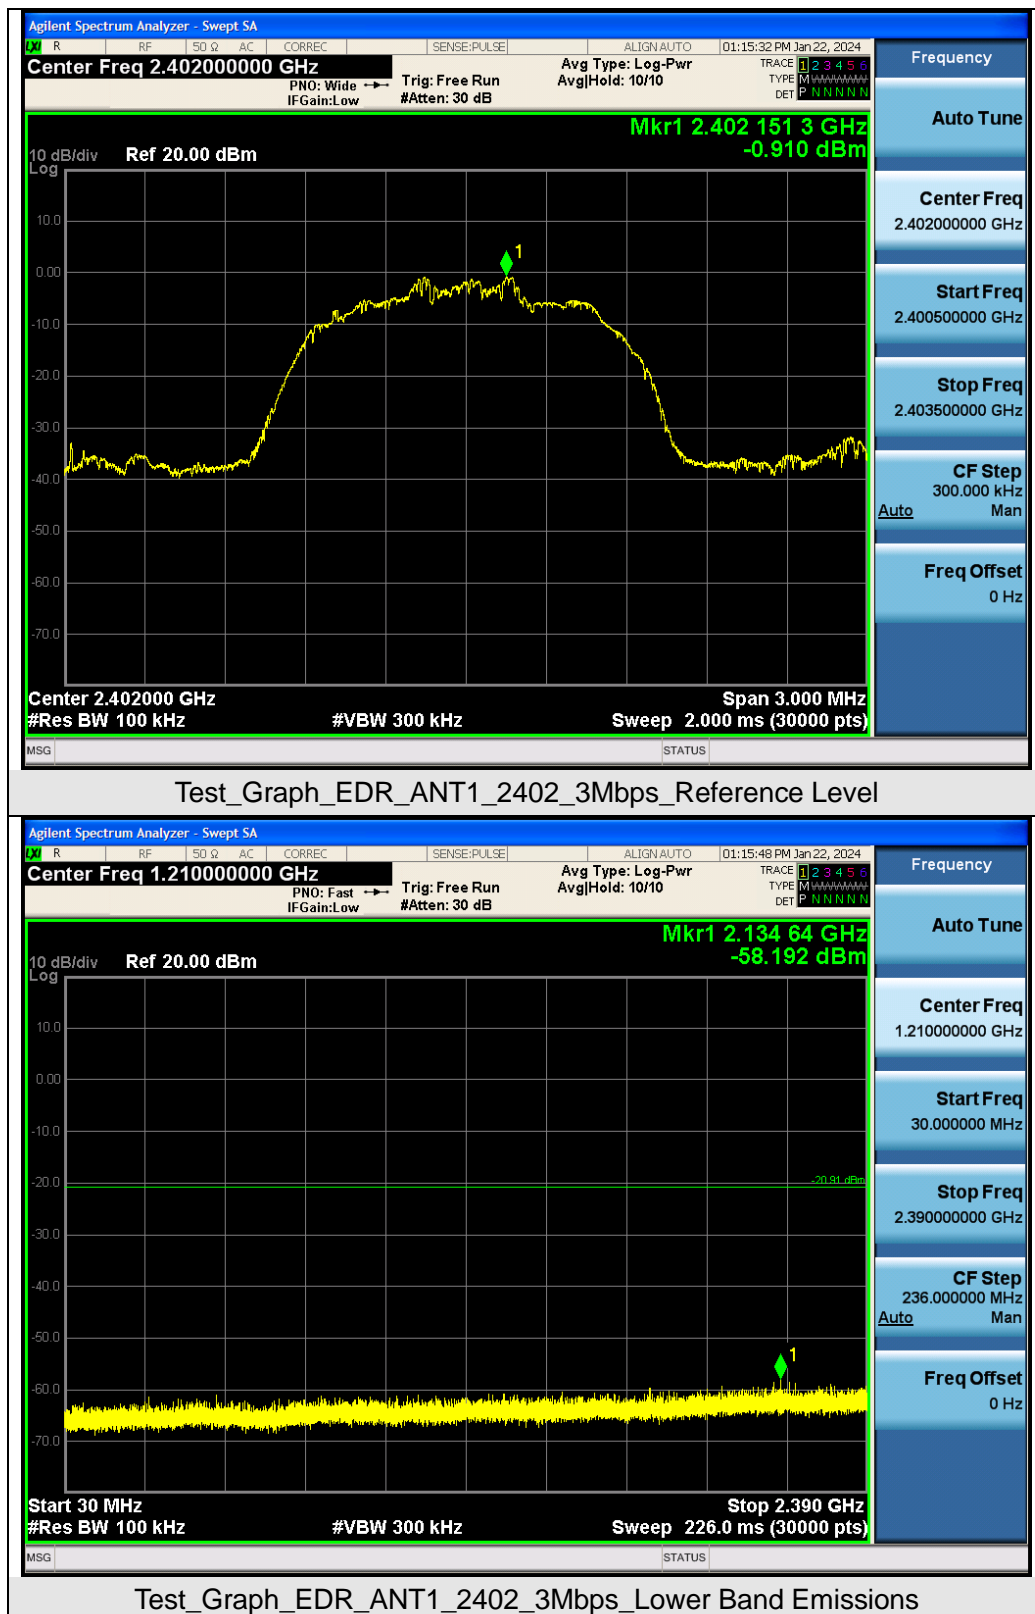 Agilent Spectrum Analyzer - Swept SA
LXI R RF 50 Ω AC CORREC SENSE:PULSE ALIGN AUTO 01:15:32 PM Jan 22, 2024
Center Freq 2.402000000 GHz
PNO: Wide
IFGain:Low
Trig: Free Run
#Atten: 30 dB
Avg Type: Log-Pwr
Avg|Hold: 10/10
TRACE 1 2 3 4 5 6
TYPE M WWWWW
DET P N N N N N
Frequency
Mkr1 2.402 151 3 GHz
-0.910 dBm
10 dB/div Ref 20.00 dBm
Log
10.0
0.00
-10.0
-20.0
-30.0
-40.0
-50.0
-60.0
-70.0
1
Center 2.402000 GHz Span 3.000 MHz
#Res BW 100 kHz #VBW 300 kHz Sweep 2.000 ms (30000 pts)
Auto Tune
Center Freq
2.402000000 GHz
Start Freq
2.400500000 GHz
Stop Freq
2.403500000 GHz
CF Step
300.000 kHz
Auto Man
Freq Offset
0 Hz
MSG STATUS
Test_Graph_EDR_ANT1_2402_3Mbps_Reference Level
Agilent Spectrum Analyzer - Swept SA
LXI R RF 50 Ω AC CORREC SENSE:PULSE ALIGN AUTO 01:15:48 PM Jan 22, 2024
Center Freq 1.210000000 GHz
PNO: Fast
IFGain:Low
Trig: Free Run
#Atten: 30 dB
Avg Type: Log-Pwr
Avg|Hold: 10/10
TRACE 1 2 3 4 5 6
TYPE M WWWWW
DET P N N N N N
Frequency
Mkr1 2.134 64 GHz
-58.192 dBm
10 dB/div Ref 20.00 dBm
Log
10.0
0.00
-10.0
-20.0
-30.0
-40.0
-50.0
-60.0
-70.0
-20.91 dBm
1
Start 30 MHz Stop 2.390 GHz
#Res BW 100 kHz #VBW 300 kHz Sweep 226.0 ms (30000 pts)
Auto Tune
Center Freq
1.210000000 GHz
Start Freq
30.000000 MHz
Stop Freq
2.390000000 GHz
CF Step
236.000000 MHz
Auto Man
Freq Offset
0 Hz
MSG STATUS
Test_Graph_EDR_ANT1_2402_3Mbps_Lower Band Emissions